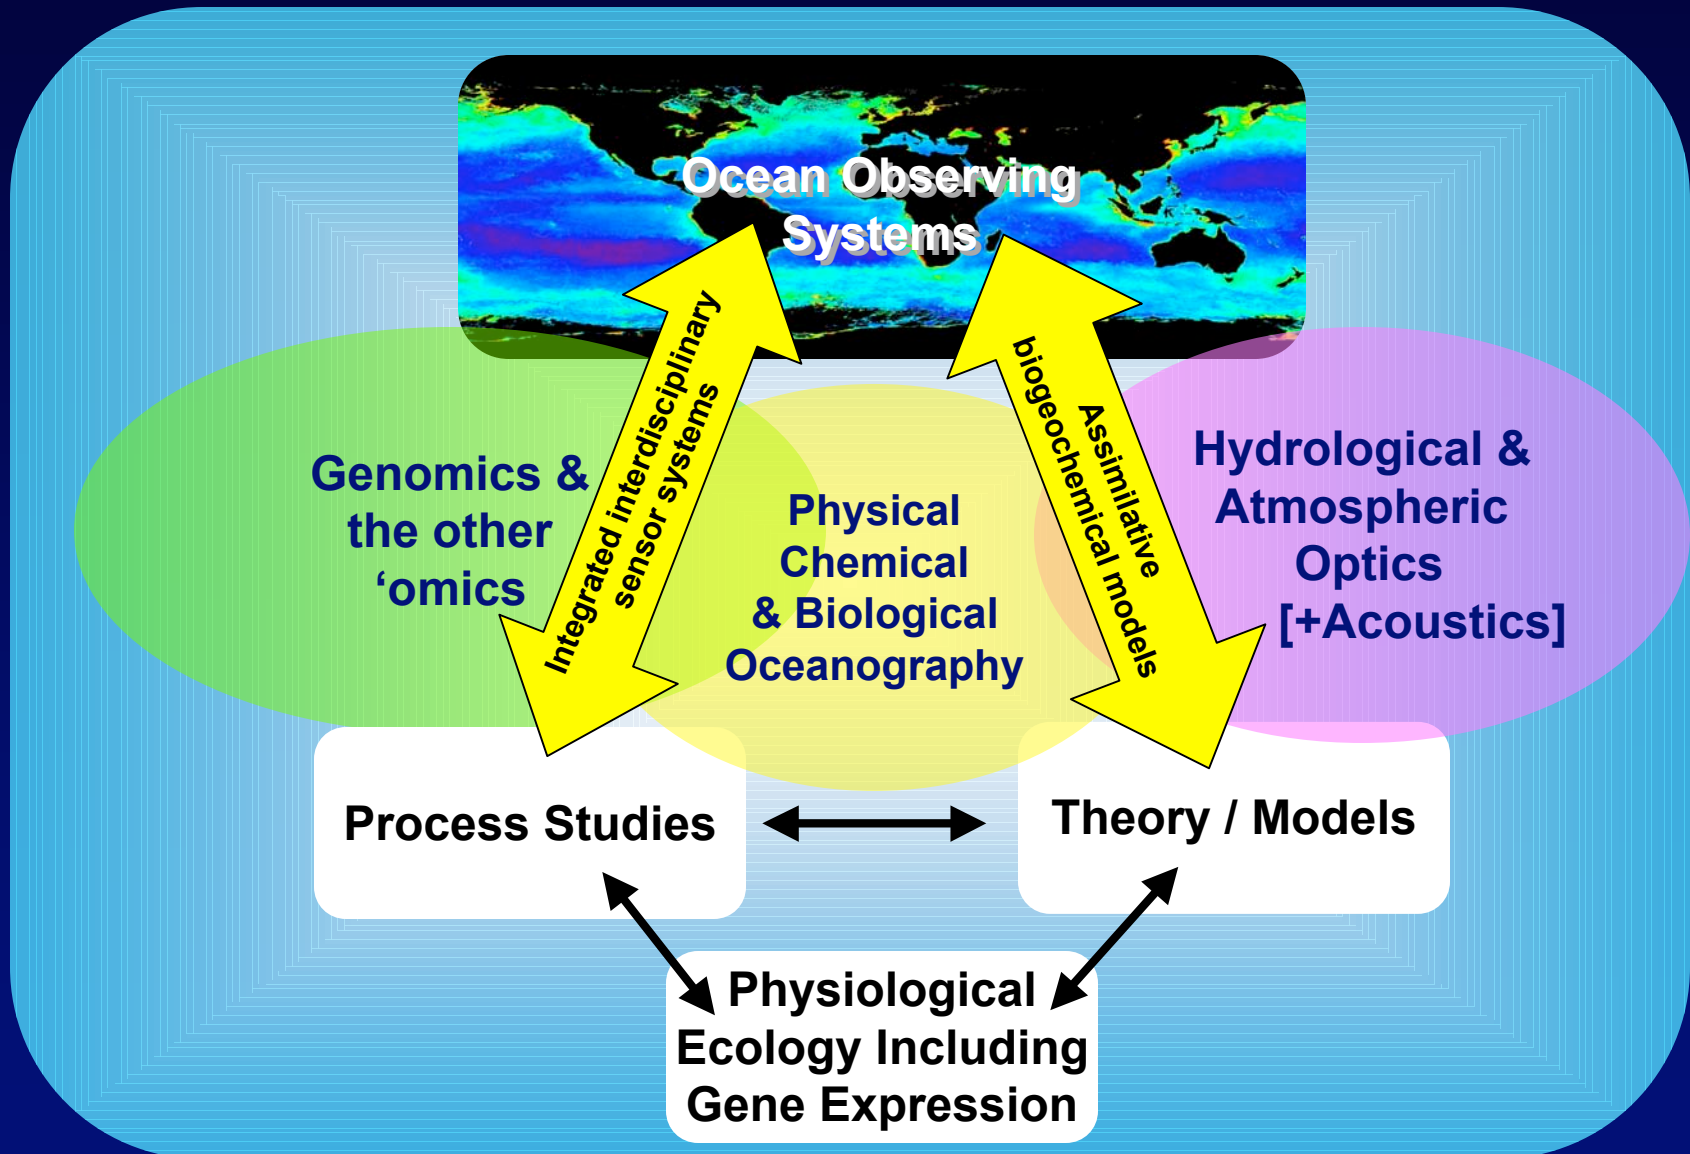 Ocean Observing
Systems
Integrated interdisciplinary
sensor systems
Assimilative
biogeochemical models
Genomics &
the other
‘omics
Physical
Chemical
& Biological
Oceanography
Hydrological &
Atmospheric
Optics
[+Acoustics]
Process Studies
Theory / Models
Physiological
Ecology Including
Gene Expression